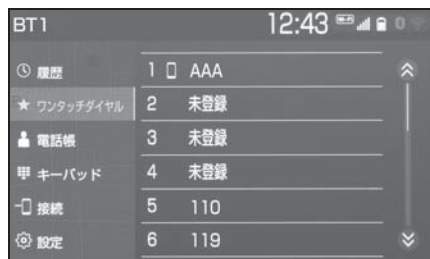 BT1 12:43
履歴
ワンタッチダイヤル
電話帳
キーパッド
接続
設定
1 AAA
2 未登録
3 未登録
4 未登録
5 110
6 119